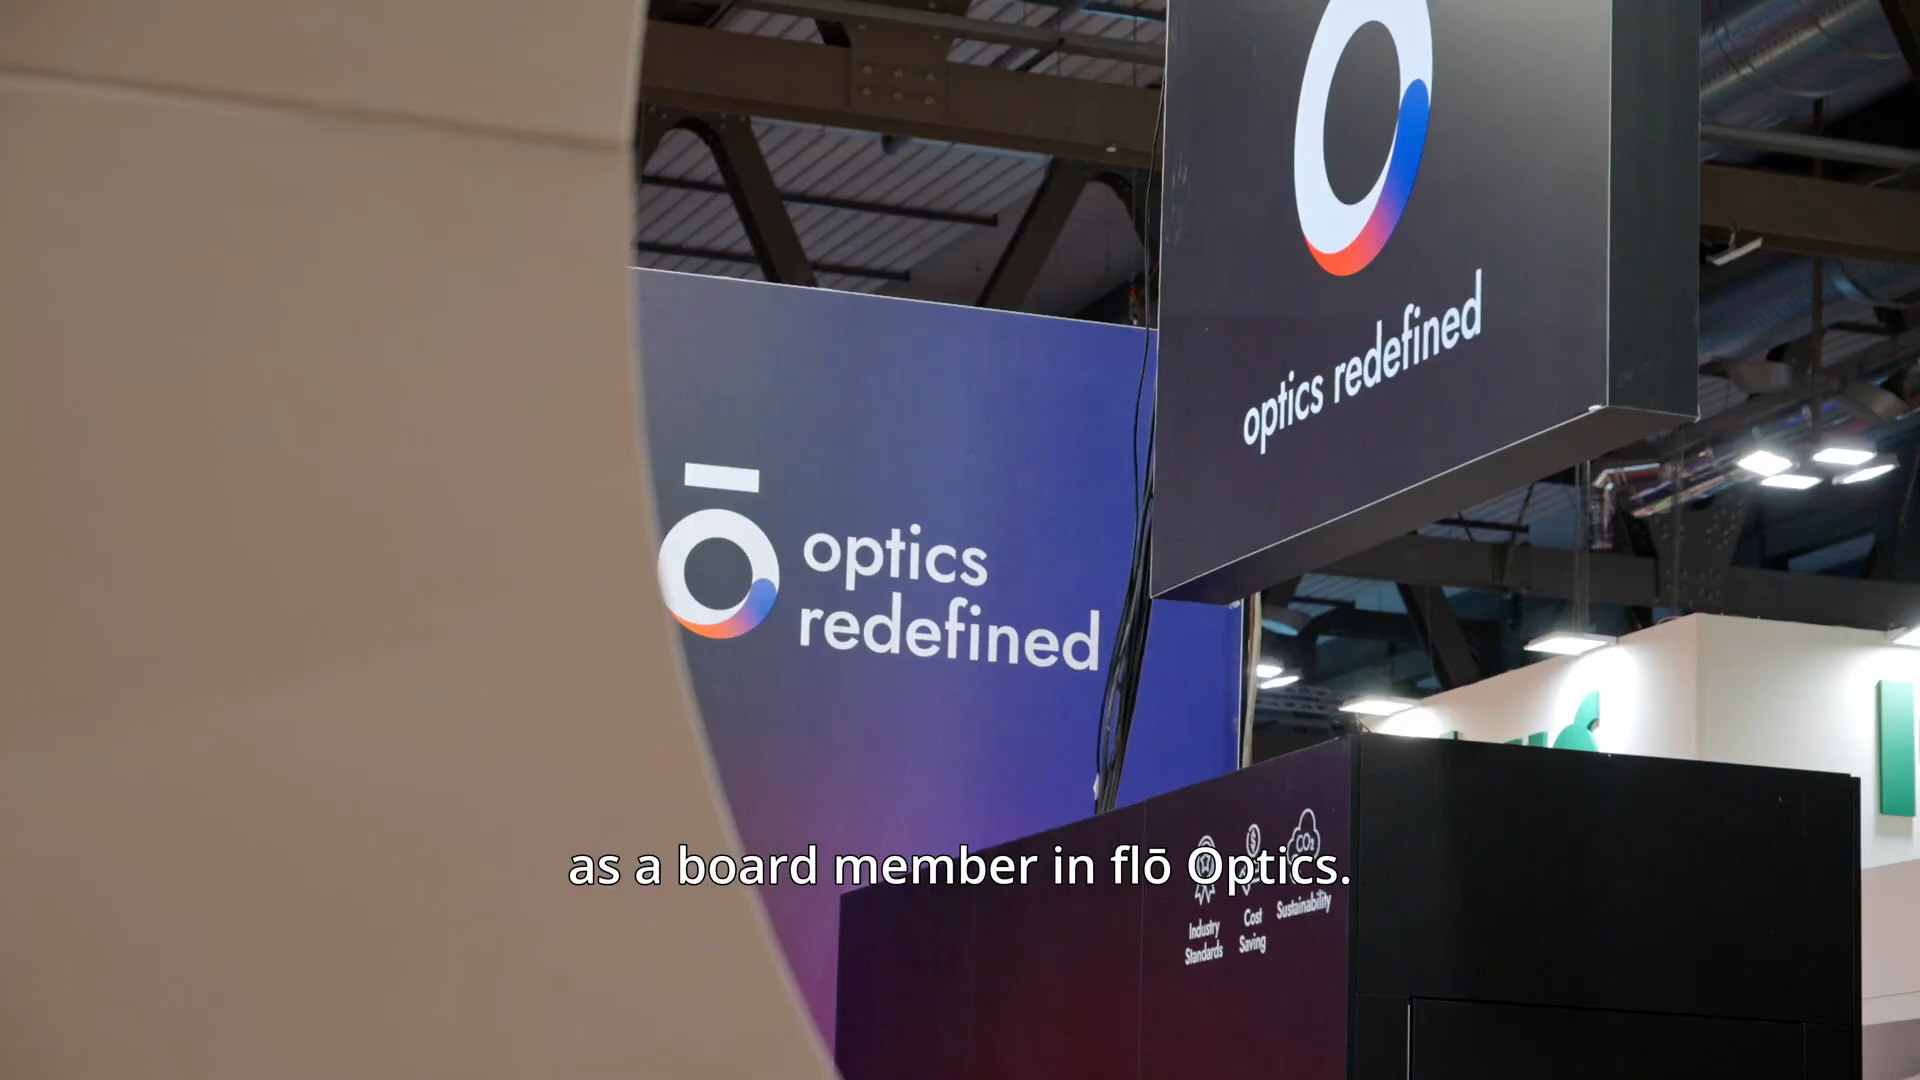 optics redefined
ō
optics
redefined
CO₂
Industry
Standards
Cost
Saving
Sustainability
as a board member in flō Optics.